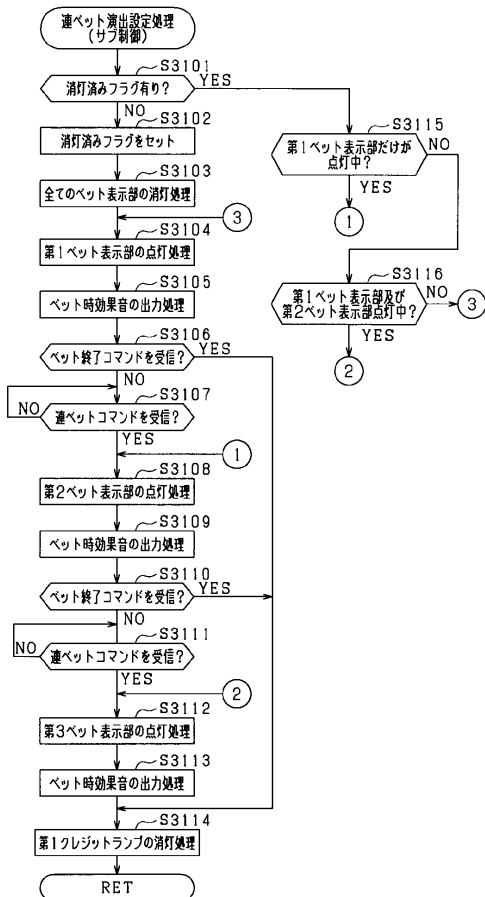 連ベット演出設定処理
(サブ制御)
S3101
消灯済みフラグ有り?
YES
NO
S3102
消灯済みフラグをセット
S3103
全てのベット表示部の消灯処理
3
S3104
第1ベット表示部の点灯処理
S3105
ベット時効果音の出力処理
S3106
ベット終了コマンドを受信?
YES
NO
S3107
NO
連ベットコマンドを受信?
YES
1
S3108
第2ベット表示部の点灯処理
S3109
ベット時効果音の出力処理
S3110
ベット終了コマンドを受信?
YES
NO
S3111
NO
連ベットコマンドを受信?
YES
2
S3112
第3ベット表示部の点灯処理
S3113
ベット時効果音の出力処理
S3114
第1クレジットランプの消灯処理
RET
S3115
第1ベット表示部だけが
点灯中?
NO
YES
1
S3116
第1ベット表示部及び
第2ベット表示部点灯中?
NO
3
YES
2